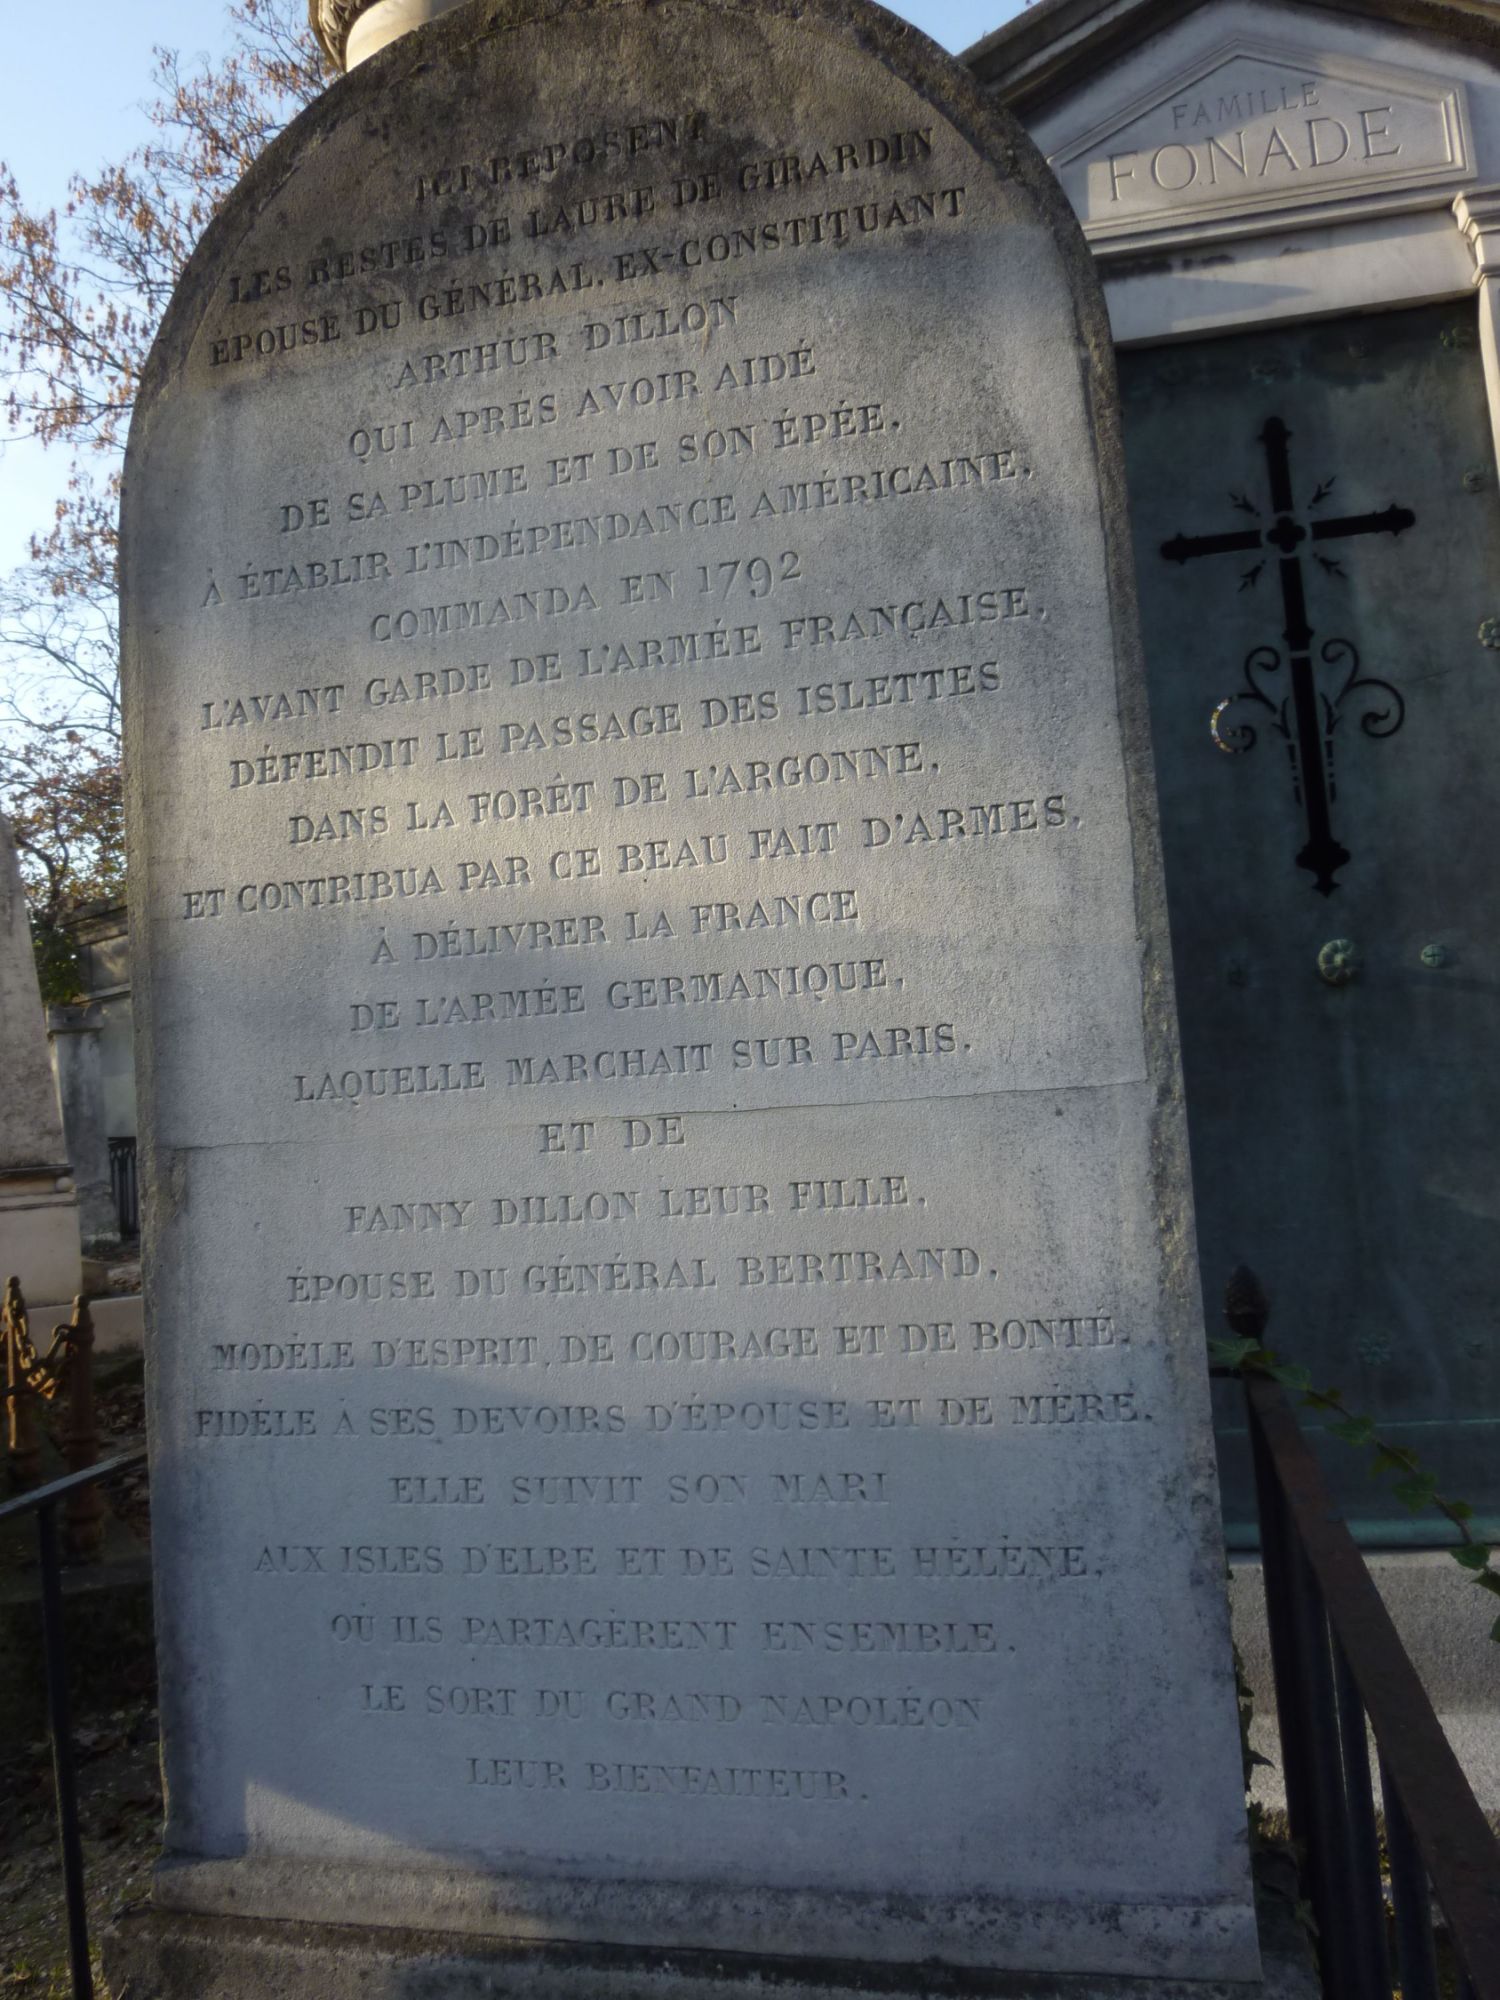 ICI REPOSENT
LES RESTES DE LAURE DE GIRARDIN
ÉPOUSE DU GÉNÉRAL, EX-CONSTITUANT
ARTHUR DILLON
QUI APRÉS AVOIR AIDÉ
DE SA PLUME ET DE SON ÉPÉE,
À ÉTABLIR L'INDÉPENDANCE AMÉRICAINE,
COMMANDA EN 1792
L'AVANT GARDE DE L'ARMÉE FRANÇAISE,
DÉFENDIT LE PASSAGE DES ISLETTES
DANS LA FORÊT DE L'ARGONNE,
ET CONTRIBUA PAR CE BEAU FAIT D'ARMES,
À DÉLIVRER LA FRANCE
DE L'ARMÉE GERMANIQUE,
LAQUELLE MARCHAIT SUR PARIS,
ET DE
FANNY DILLON LEUR FILLE,
ÉPOUSE DU GÉNÉRAL BERTRAND,
MODÈLE D'ESPRIT, DE COURAGE ET DE BONTÉ,
FIDÈLE À SES DEVOIRS D'ÉPOUSE ET DE MÈRE,
ELLE SUIVIT SON MARI
AUX ISLES D'ELBE ET DE SAINTE HÉLÈNE,
OÙ ILS PARTAGÈRENT ENSEMBLE,
LE SORT DU GRAND NAPOLÉON
LEUR BIENFAITEUR.
FAMILLE
FONADE